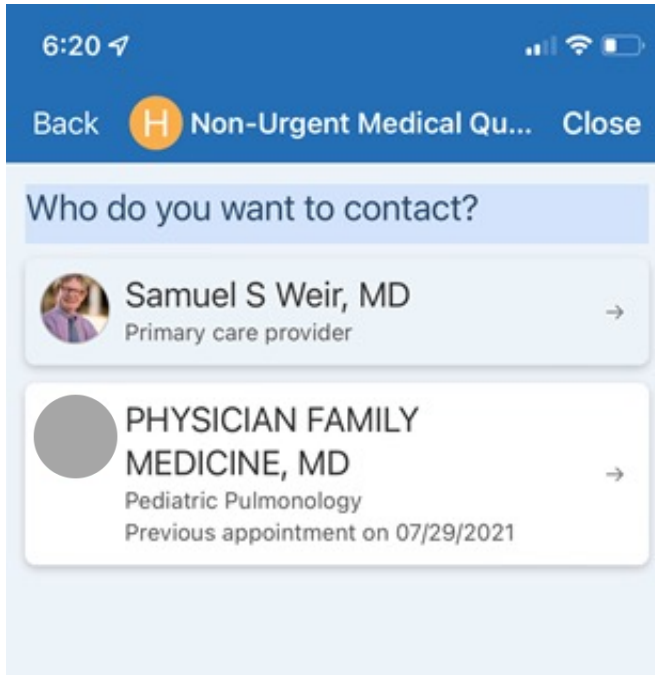 6:20
Back H Non-Urgent Medical Qu... Close
Who do you want to contact?
Samuel S Weir, MD
Primary care provider
PHYSICIAN FAMILY
MEDICINE, MD
Pediatric Pulmonology
Previous appointment on 07/29/2021